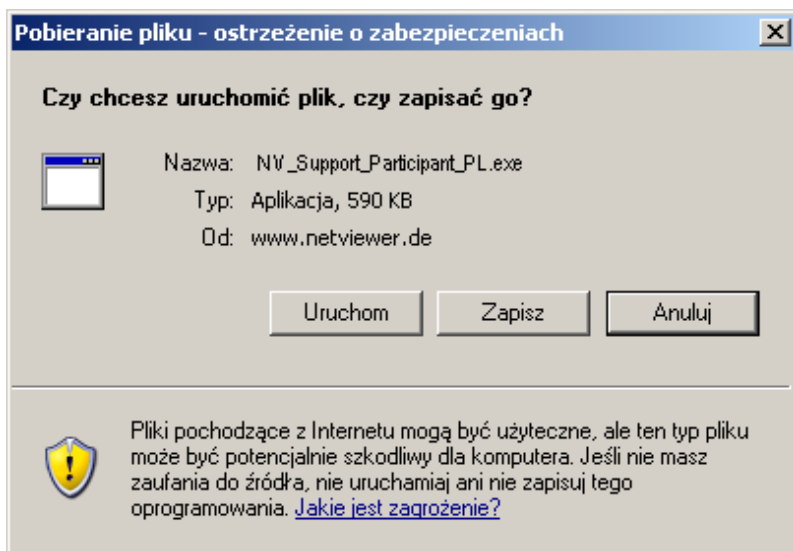 Pobieranie pliku - ostrzeżenie o zabezpieczeniach
Czy chcesz uruchomić plik, czy zapisać go?
Nazwa: NV_Support_Participant_PL.exe
Typ: Aplikacja, 590 KB
Od: www.netviewer.de
Uruchom Zapisz Anuluj
Pliki pochodzące z Internetu mogą być użyteczne, ale ten typ pliku
może być potencjalnie szkodliwy dla komputera. Jeśli nie masz
zaufania do źródła, nie uruchamiaj ani nie zapisuj tego
oprogramowania. Jakie jest zagrożenie?